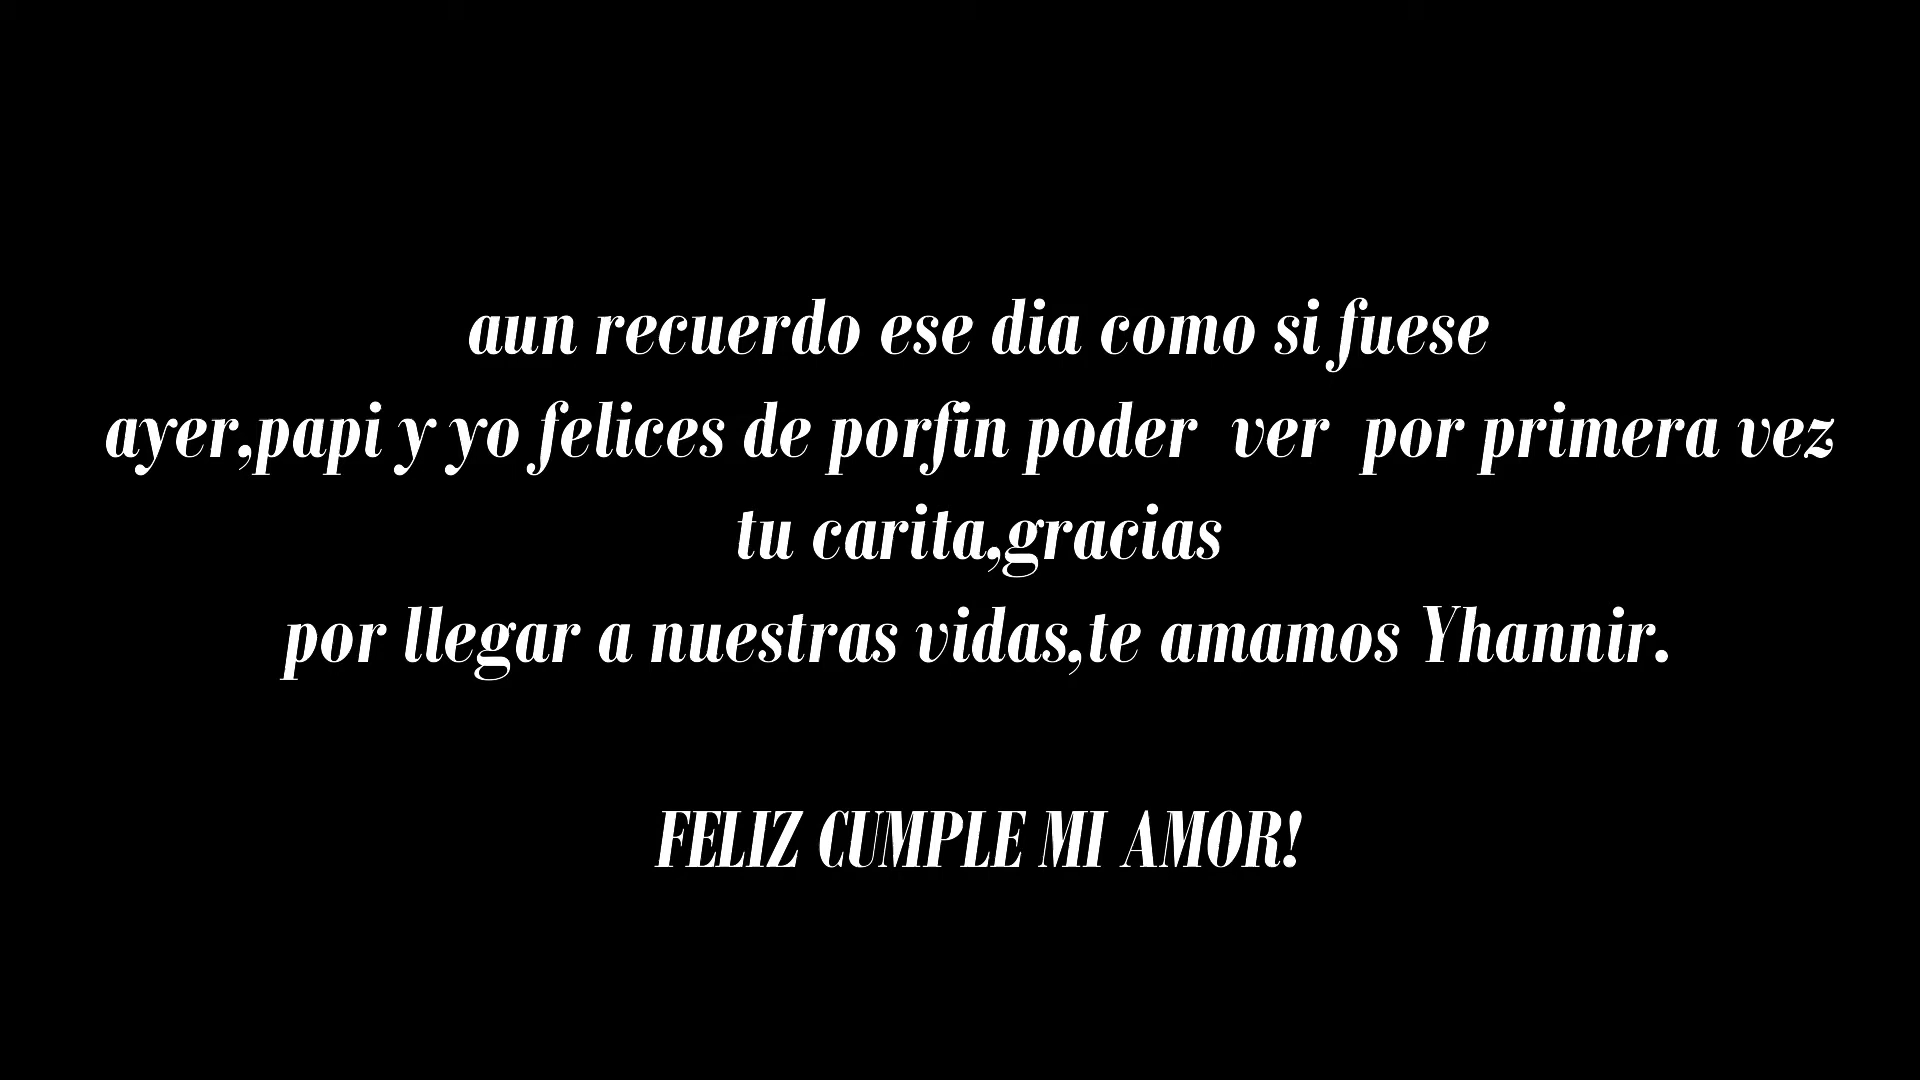 aun recuerdo ese dia como si fuese
ayer,papi y yo felices de porfin poder  ver  por primera vez
tu carita,gracias
por llegar a nuestras vidas,te amamos Yhannir.
FELIZ CUMPLE MI AMOR!